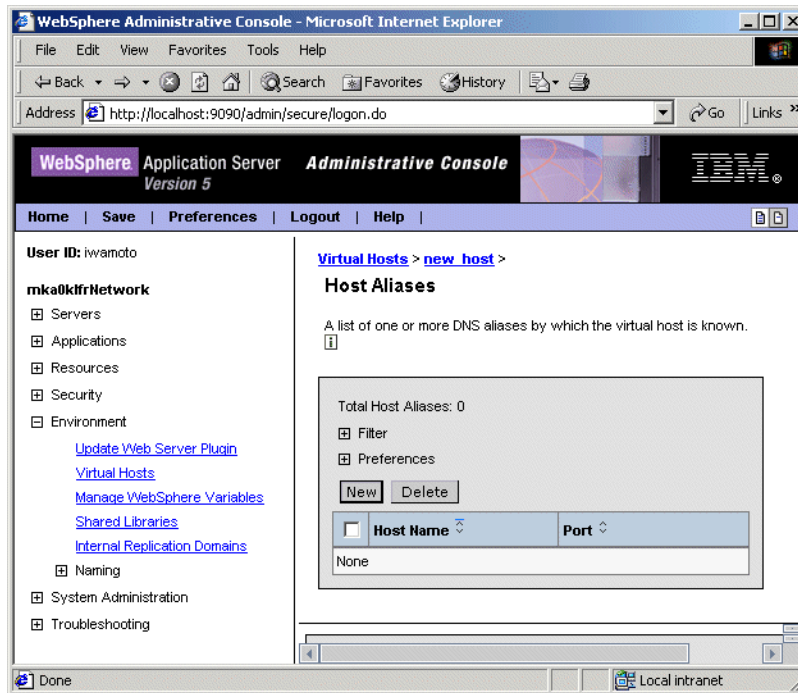 WebSphere Administrative Console - Microsoft Internet Explorer
File Edit View Favorites Tools Help
Back Search Favorites History
Address http://localhost:9090/admin/secure/logon.do Go Links »
WebSphere Application Server Administrative Console
Version 5
IBM®
Home | Save | Preferences | Logout | Help |
User ID: iwamoto
mka0klfrNetwork
Servers
Applications
Resources
Security
Environment
Update Web Server Plugin
Virtual Hosts
Manage WebSphere Variables
Shared Libraries
Internal Replication Domains
Naming
System Administration
Troubleshooting
Virtual Hosts > new_host >
Host Aliases
A list of one or more DNS aliases by which the virtual host is known.
i
Total Host Aliases: 0
Filter
Preferences
New Delete
Host Name Port
None
Done Local intranet